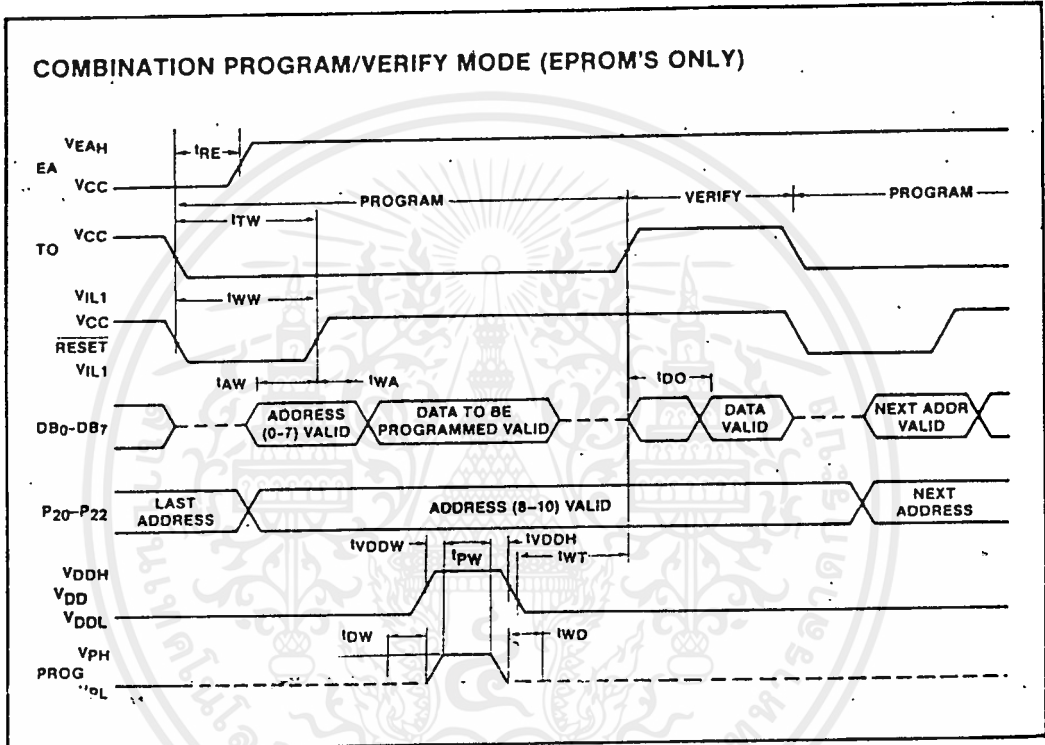 COMBINATION PROGRAM/VERIFY MODE (EPROM'S ONLY)
VEAH
EA
VCC
tRE
PROGRAM
VERIFY
PROGRAM
tTW
TO
VCC
VIL1
tWW
VCC
RESET
VIL1
tAW
tWA
tDO
DB0-DB7
ADDRESS
(0-7) VALID
DATA TO BE
PROGRAMMED VALID
DATA
VALID
NEXT ADDR
VALID
P20-P22
LAST
ADDRESS
ADDRESS (8-10) VALID
NEXT
ADDRESS
tVDDW
tPW
tVDDH
tWT
VDDH
VDD
VDDL
tDW
tWD
VPH
PROG